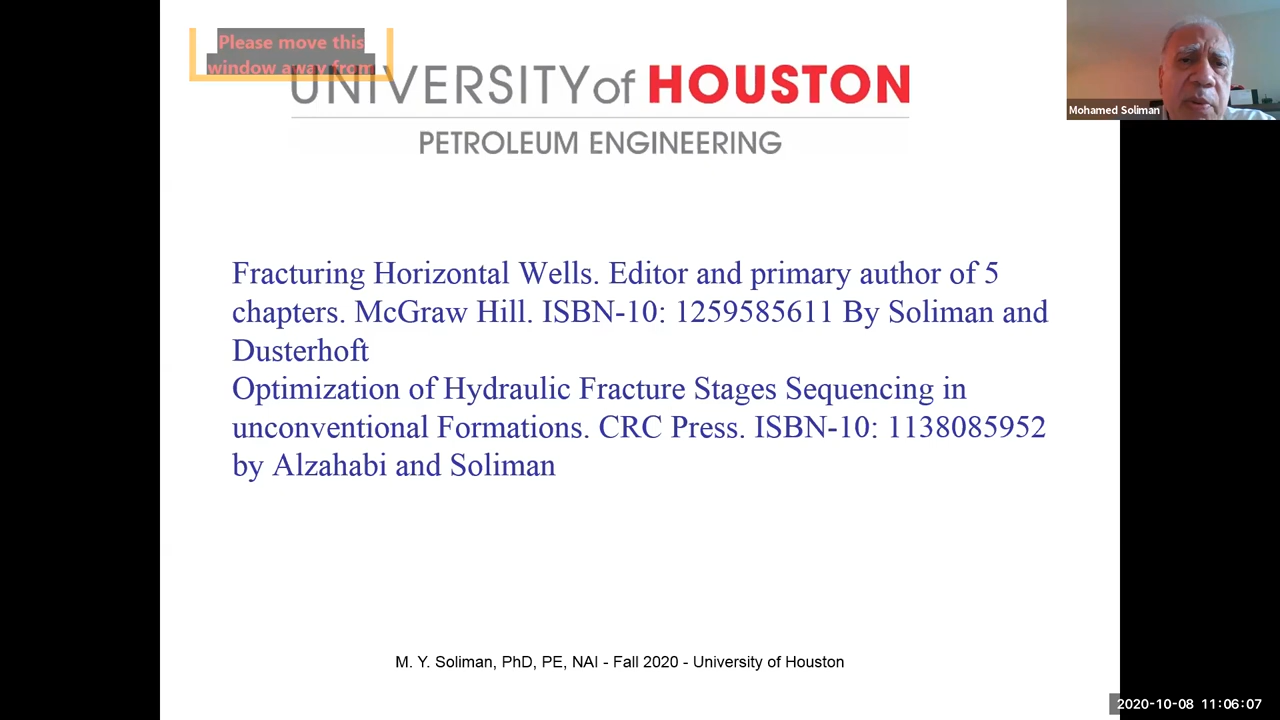 Please move this
window away from
UNIVERSITY of HOUSTON
PETROLEUM ENGINEERING
Mohamed Soliman
Fracturing Horizontal Wells. Editor and primary author of 5
chapters. McGraw Hill. ISBN-10: 1259585611 By Soliman and
Dusterhoft
Optimization of Hydraulic Fracture Stages Sequencing in
unconventional Formations. CRC Press. ISBN-10: 1138085952
by Alzahabi and Soliman
M. Y. Soliman, PhD, PE, NAI - Fall 2020 - University of Houston
2020-10-08 11:06:07